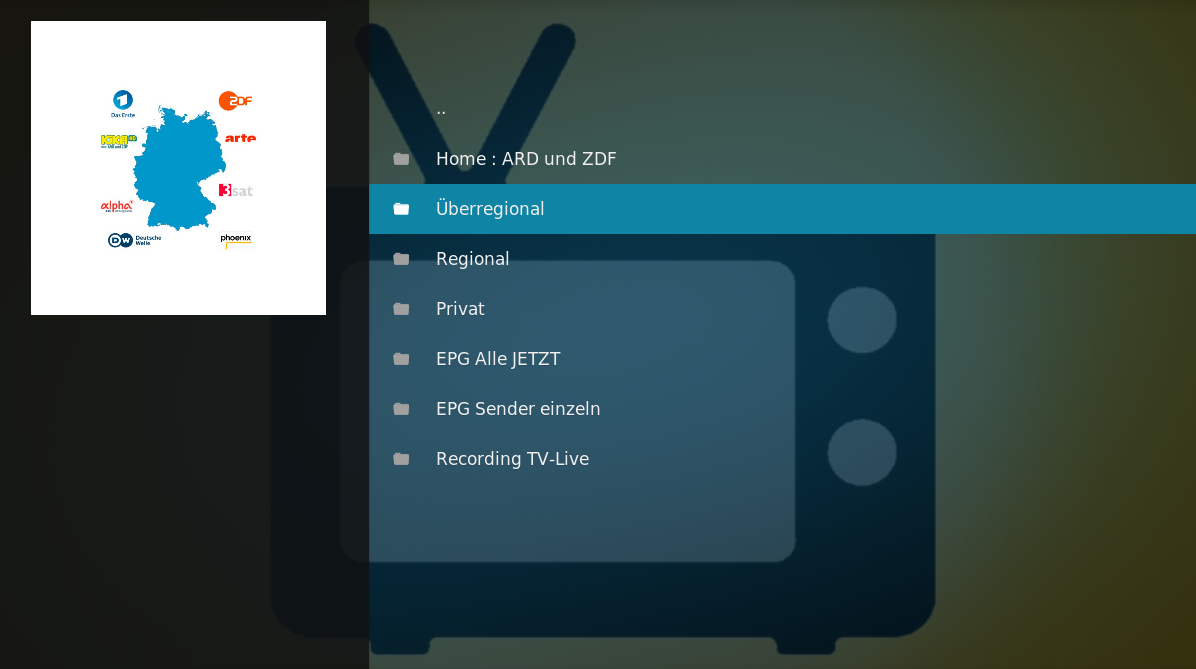 Das Erste
ZDF
KiKA
arte
3sat
alpha
DW Deutsche
Welle
phoenix
..
Home : ARD und ZDF
Überregional
Regional
Privat
EPG Alle JETZT
EPG Sender einzeln
Recording TV-Live